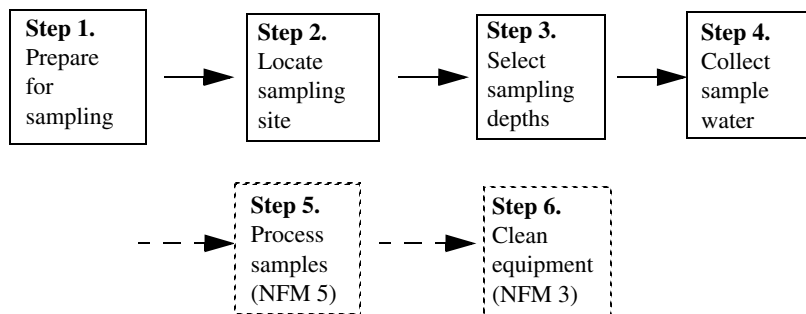 Step 1.
Prepare
for
sampling
Step 2.
Locate
sampling
site
Step 3.
Select
sampling
depths
Step 4.
Collect
sample
water
Step 5.
Process
samples
(NFM 5)
Step 6.
Clean
equipment
(NFM 3)